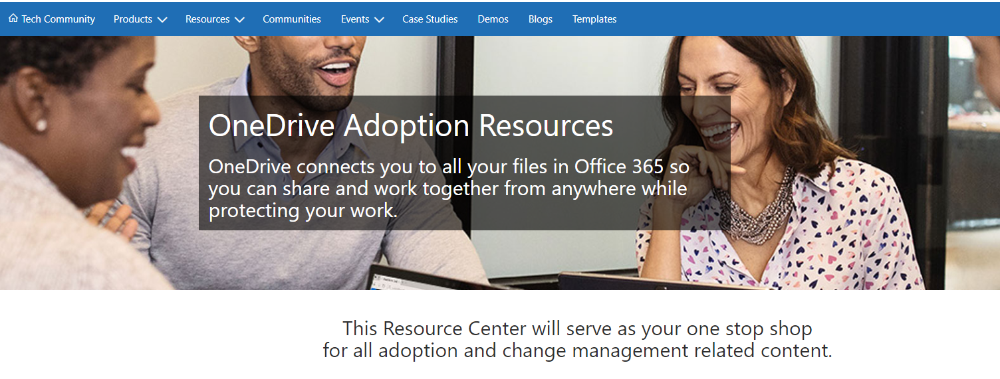 Tech Community Products Resources Communities Events Case Studies Demos Blogs Templates
OneDrive Adoption Resources
OneDrive connects you to all your files in Office 365 so
you can share and work together from anywhere while
protecting your work.
This Resource Center will serve as your one stop shop
for all adoption and change management related content.